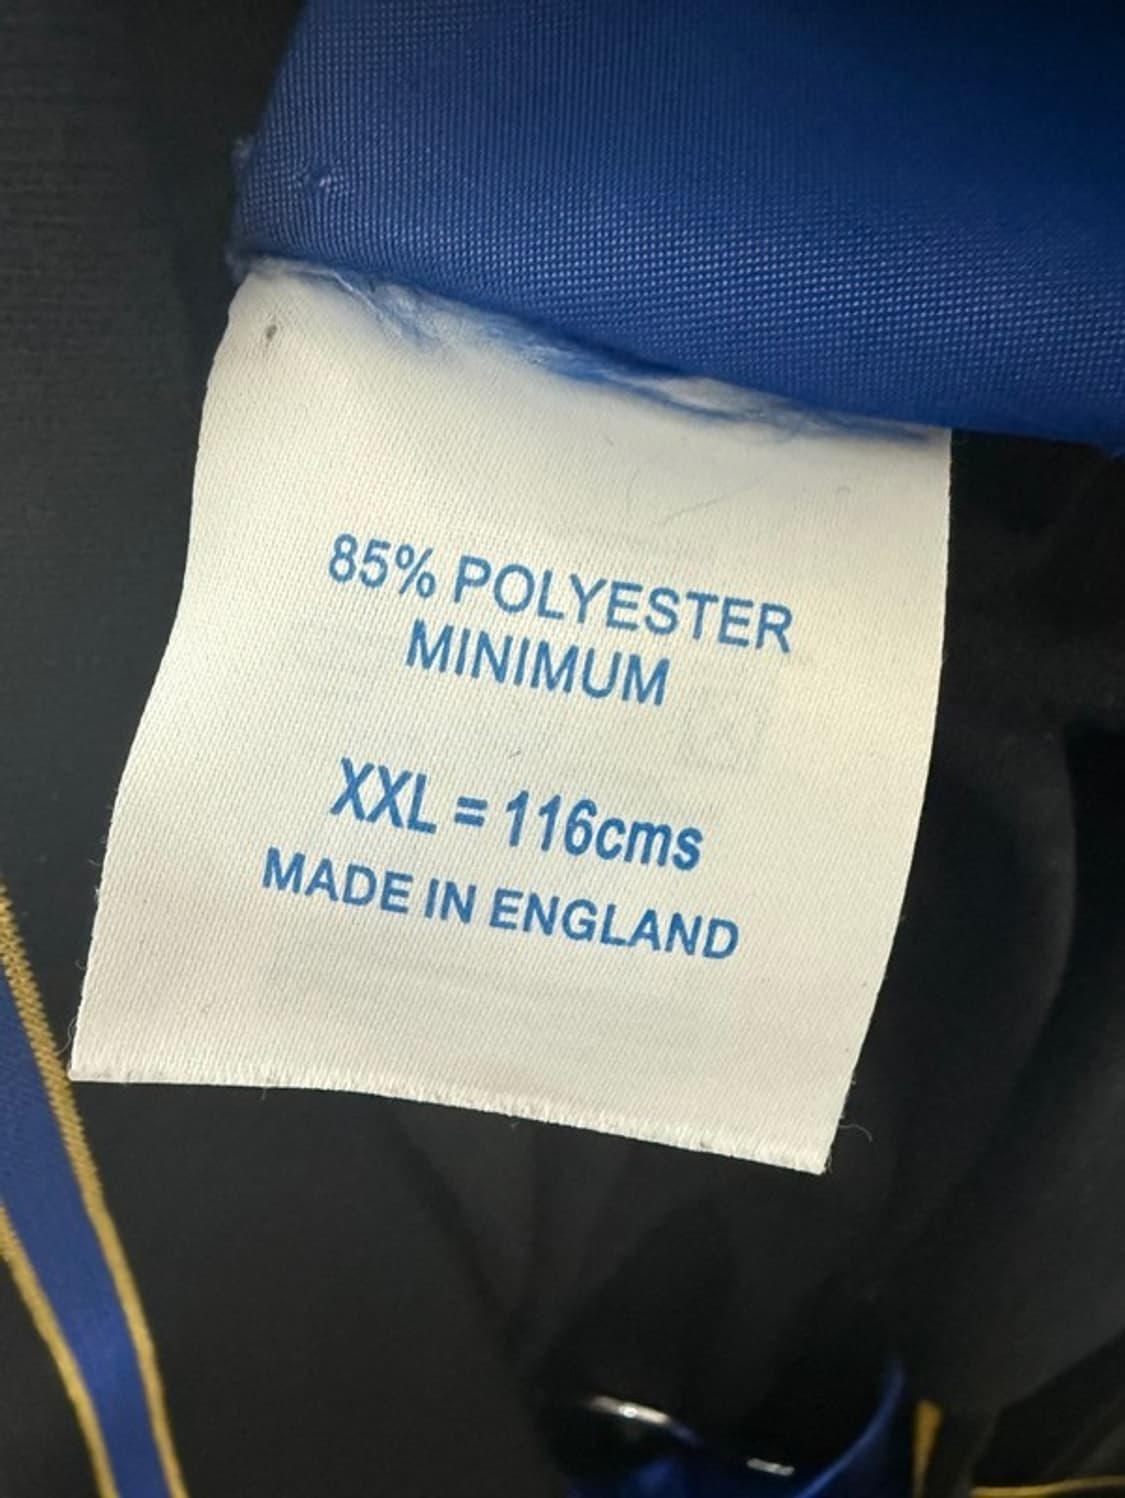 85% POLYESTER
MINIMUM
XXL = 116cms
MADE IN ENGLAND